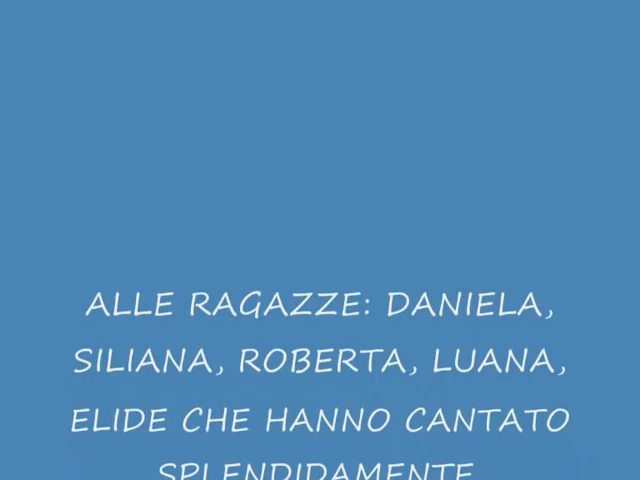 ALLE RAGAZZE: DANIELA,
SILIANA, ROBERTA, LUANA,
ELIDE CHE HANNO CANTATO
SPLENDIDAMENTE